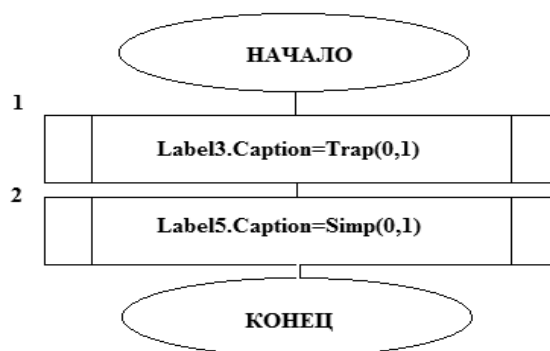 НАЧАЛО
1
Label3.Caption=Trap(0,1)
2
Label5.Caption=Simp(0,1)
КОНЕЦ